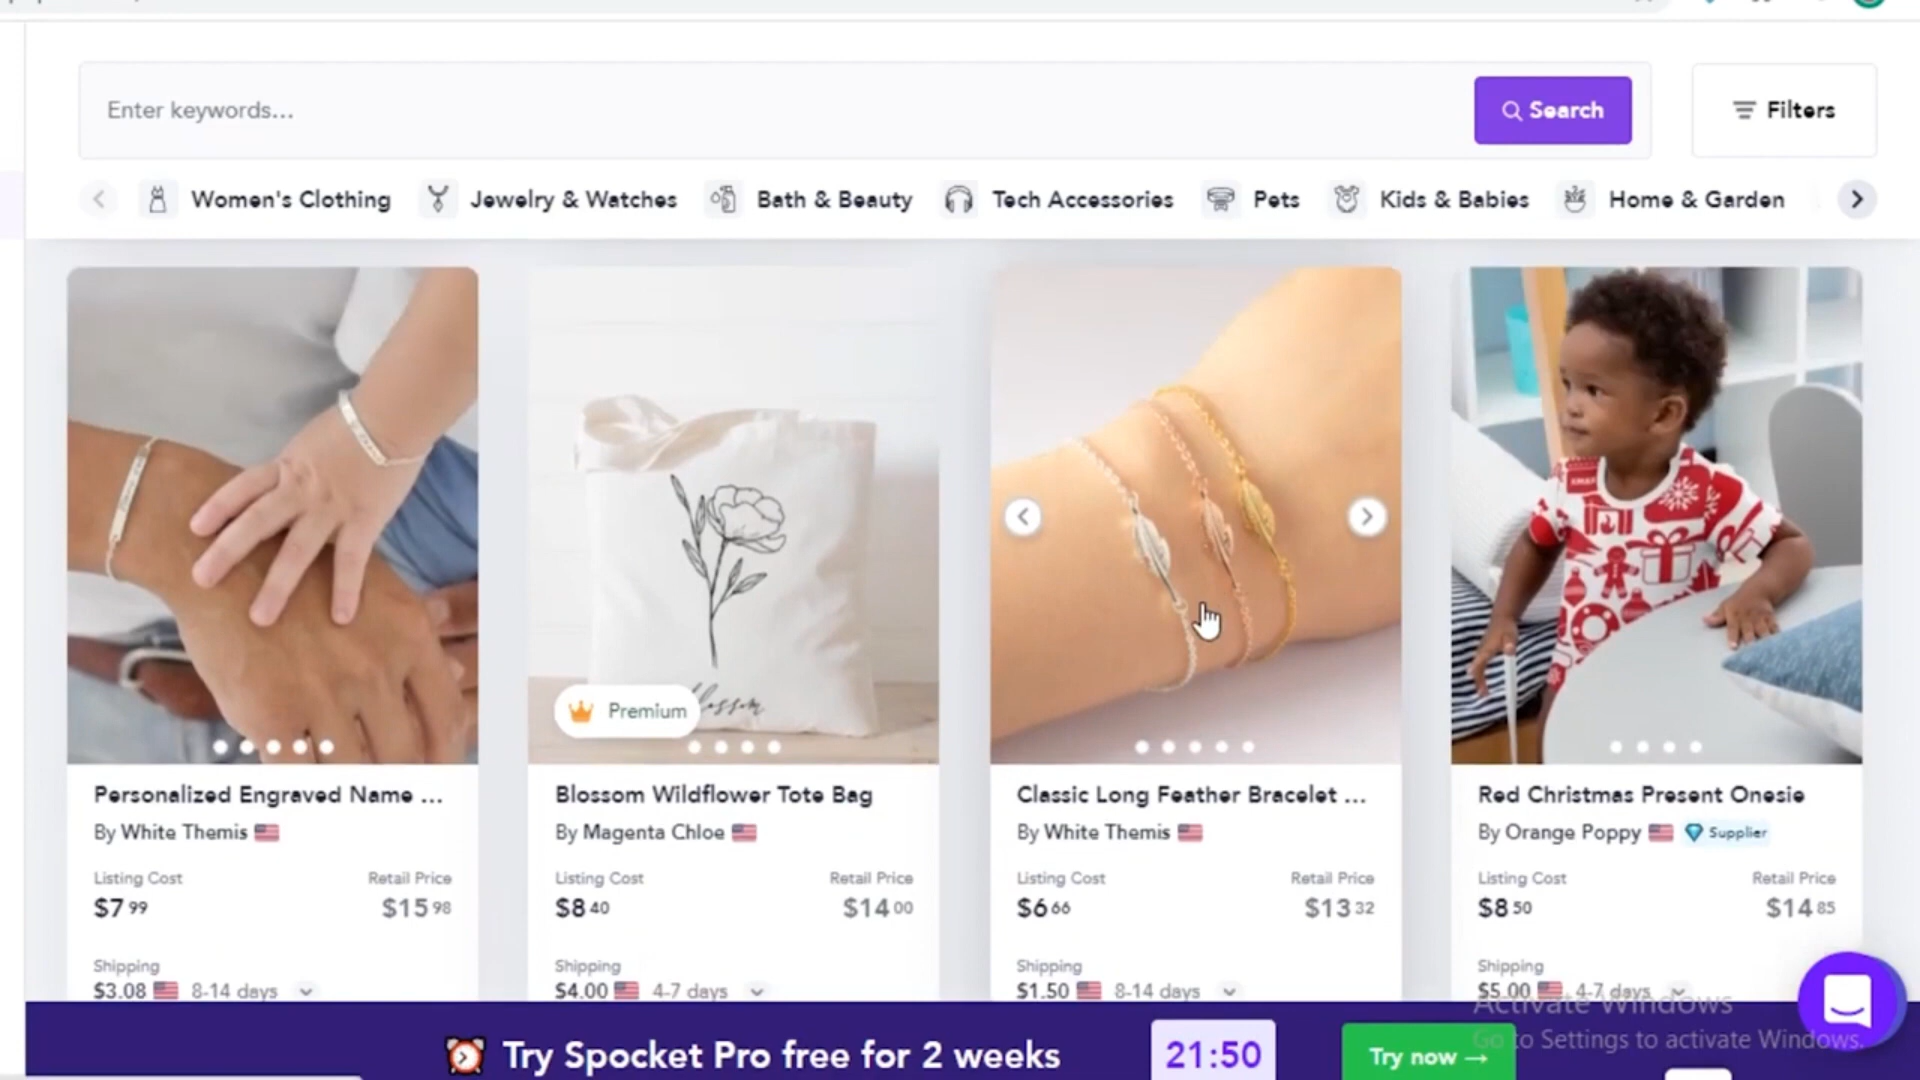 Enter keywords...
Search
Filters
Women's Clothing
Jewelry & Watches
Bath & Beauty
Tech Accessories
Pets
Kids & Babies
Home & Garden
Premium
blossom
Personalized Engraved Name ...
By White Themis
Listing Cost
Retail Price
$7 99
$15 98
Shipping
$3.08
8-14 days
Blossom Wildflower Tote Bag
By Magenta Chloe
Listing Cost
Retail Price
$8 40
$14 00
Shipping
$4.00
4-7 days
Classic Long Feather Bracelet ...
By White Themis
Listing Cost
Retail Price
$6 66
$13 32
Shipping
$1.50
8-14 days
Red Christmas Present Onesie
By Orange Poppy
Supplier
Listing Cost
Retail Price
$8 50
$14 85
Shipping
$5.00
4-7 days
Activate Windows
Go to Settings to activate Windows.
Try Spocket Pro free for 2 weeks
21:50
Try now →